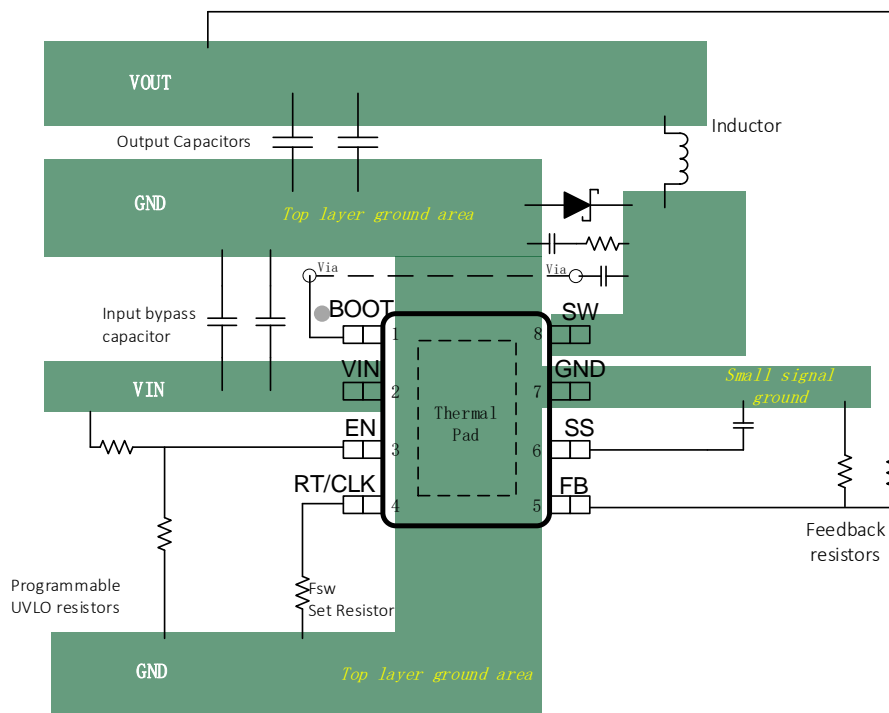 VOUT
Inductor
Output Capacitors
GND
Top layer ground area
Via
Via
BOOT
SW
Input bypass
capacitor
1
8
VIN
GND
Small signal
ground
VIN
2
7
Thermal
Pad
EN
SS
3
6
RT/CLK
FB
4
5
Feedback
resistors
Programmable
UVLO resistors
Fsw
Set Resistor
GND
Top layer ground area